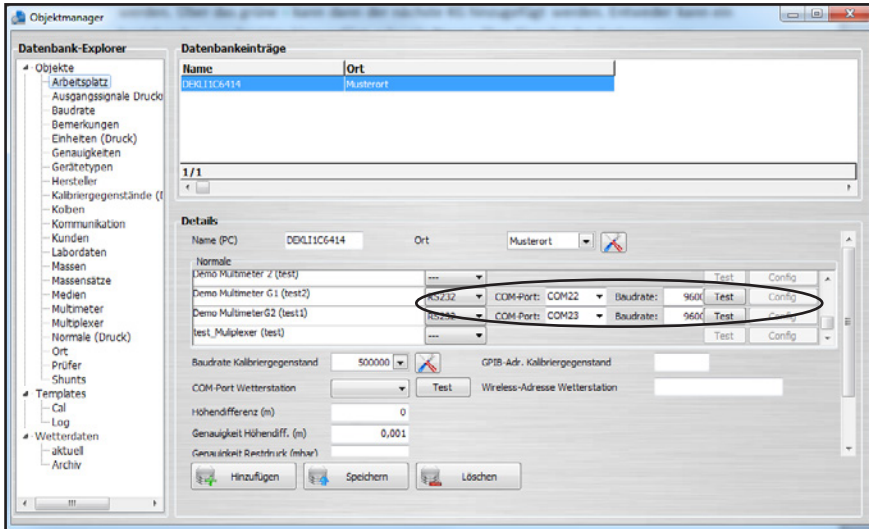 Objektmanager
Datenbank-Explorer
Objekte
Arbeitsplatz
Ausgangssignale Druck
Baudrate
Bemerkungen
Einheiten (Druck)
Genauigkeiten
Gerätetypen
Hersteller
Kalibriergegenstände (
Kolben
Kommunikation
Kunden
Labordaten
Massen
Massensätze
Medien
Multimeter
Multiplexer
Normale (Druck)
Ort
Prüfer
Shunts
Templates
Cal
Log
Wetterdaten
aktuell
Archiv
Datenbankeinträge
Name Ort
DEKLI1C6414 Musterort
1/1
Details
Name (PC) DEKLI1C6414 Ort Musterort
Normale
Demo Multimeter 2 (test) --- Test Config
Demo Multimeter G1 (test2) RS232 COM-Port: COM22 Baudrate: 960 Test Config
Demo MultimeterG2 (test1) RS232 COM-Port: COM23 Baudrate: 960 Test Config
test_Muliplexer (test) --- Test Config
Baudrate Kalibriergegenstand 500000 GPIB-Adr. Kalibriergegenstand
COM-Port Wetterstation Test Wireless-Adresse Wetterstation
Höhendifferenz (m) 0
Genauigkeit Höhendiff. (m) 0,001
Genauigkeit Restdruck (mbar)
Hinzufügen Speichern Löschen